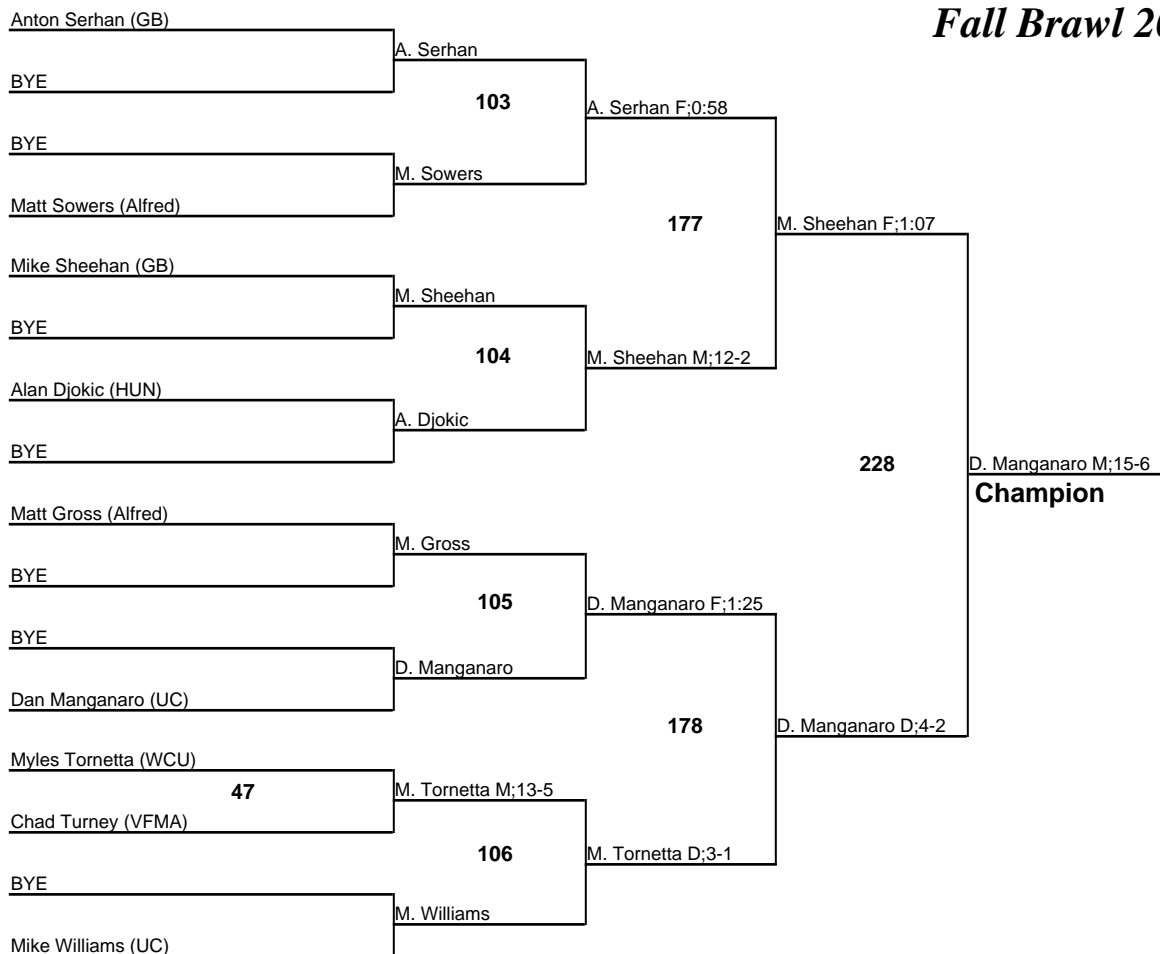 Fall Brawl 20
Anton Serhan (GB)
A. Serhan
BYE
103
A. Serhan F;0:58
BYE
M. Sowers
Matt Sowers (Alfred)
177
M. Sheehan F;1:07
Mike Sheehan (GB)
M. Sheehan
BYE
104
M. Sheehan M;12-2
Alan Djokic (HUN)
A. Djokic
BYE
228
D. Manganaro M;15-6
Champion
Matt Gross (Alfred)
M. Gross
BYE
105
D. Manganaro F;1:25
BYE
D. Manganaro
Dan Manganaro (UC)
178
D. Manganaro D;4-2
Myles Tornetta (WCU)
47
M. Tornetta M;13-5
Chad Turney (VFMA)
106
M. Tornetta D;3-1
BYE
M. Williams
Mike Williams (UC)